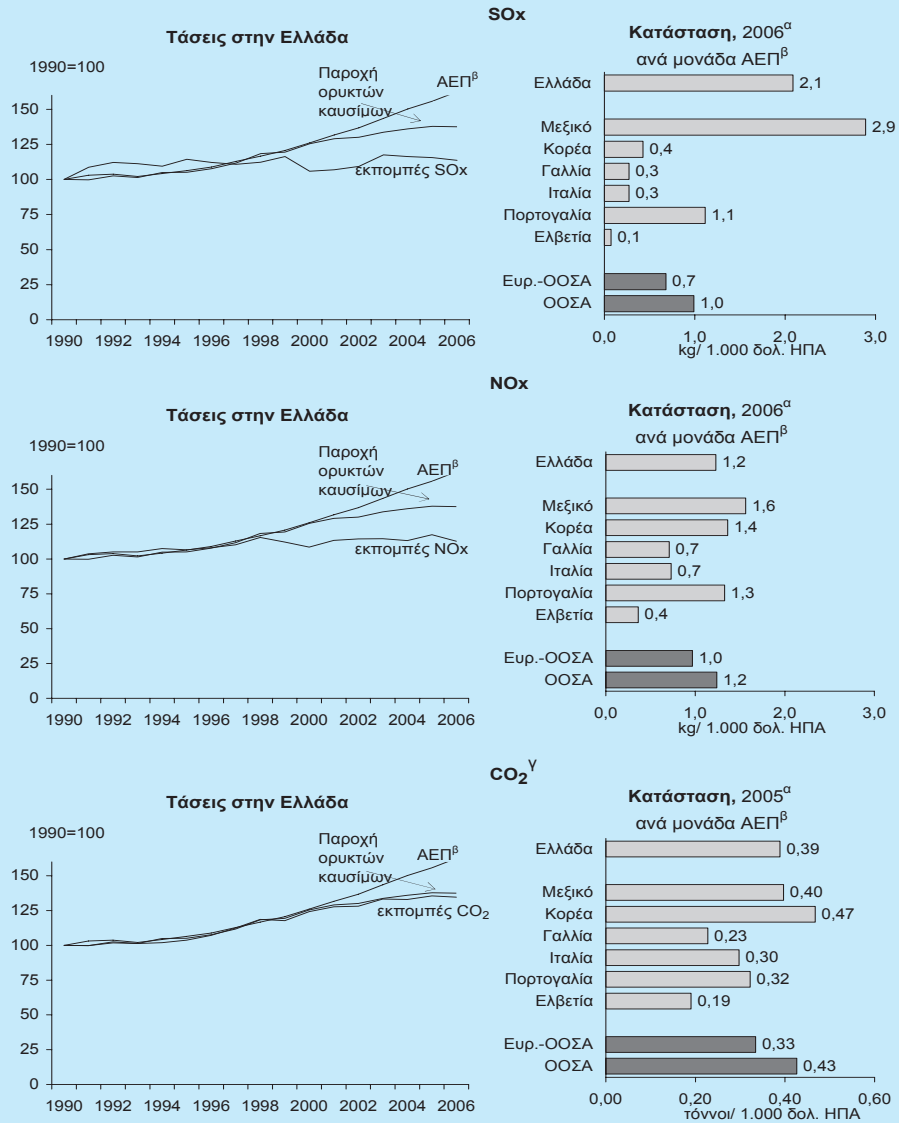 SOx
Τάσεις στην Ελλάδα
1990=100
Παροχή
ορυκτών
καυσίμων
ΑΕΠβ
εκπομπές SOx
150
125
100
75
50
25
0
1990 1992 1994 1996 1998 2000 2002 2004 2006
Κατάσταση, 2006α
ανά μονάδα ΑΕΠβ
Ελλάδα 2,1
Μεξικό 2,9
Κορέα 0,4
Γαλλία 0,3
Ιταλία 0,3
Πορτογαλία 1,1
Ελβετία 0,1
Ευρ.-ΟΟΣΑ 0,7
ΟΟΣΑ 1,0
0,0 1,0 2,0 3,0
kg/ 1.000 δολ. ΗΠΑ
NOx
Τάσεις στην Ελλάδα
1990=100
Παροχή
ορυκτών
καυσίμων
ΑΕΠβ
εκπομπές NOx
150
125
100
75
50
25
0
1990 1992 1994 1996 1998 2000 2002 2004 2006
Κατάσταση, 2006α
ανά μονάδα ΑΕΠβ
Ελλάδα 1,2
Μεξικό 1,6
Κορέα 1,4
Γαλλία 0,7
Ιταλία 0,7
Πορτογαλία 1,3
Ελβετία 0,4
Ευρ.-ΟΟΣΑ 1,0
ΟΟΣΑ 1,2
0,0 1,0 2,0 3,0
kg/ 1.000 δολ. ΗΠΑ
CO2γ
Τάσεις στην Ελλάδα
1990=100
Παροχή
ορυκτών
καυσίμων
ΑΕΠβ
εκπομπές CO2
150
125
100
75
50
25
0
1990 1992 1994 1996 1998 2000 2002 2004 2006
Κατάσταση, 2005α
ανά μονάδα ΑΕΠβ
Ελλάδα 0,39
Μεξικό 0,40
Κορέα 0,47
Γαλλία 0,23
Ιταλία 0,30
Πορτογαλία 0,32
Ελβετία 0,19
Ευρ.-ΟΟΣΑ 0,33
ΟΟΣΑ 0,43
0,00 0,20 0,40 0,60
τόννοι/ 1.000 δολ. ΗΠΑ